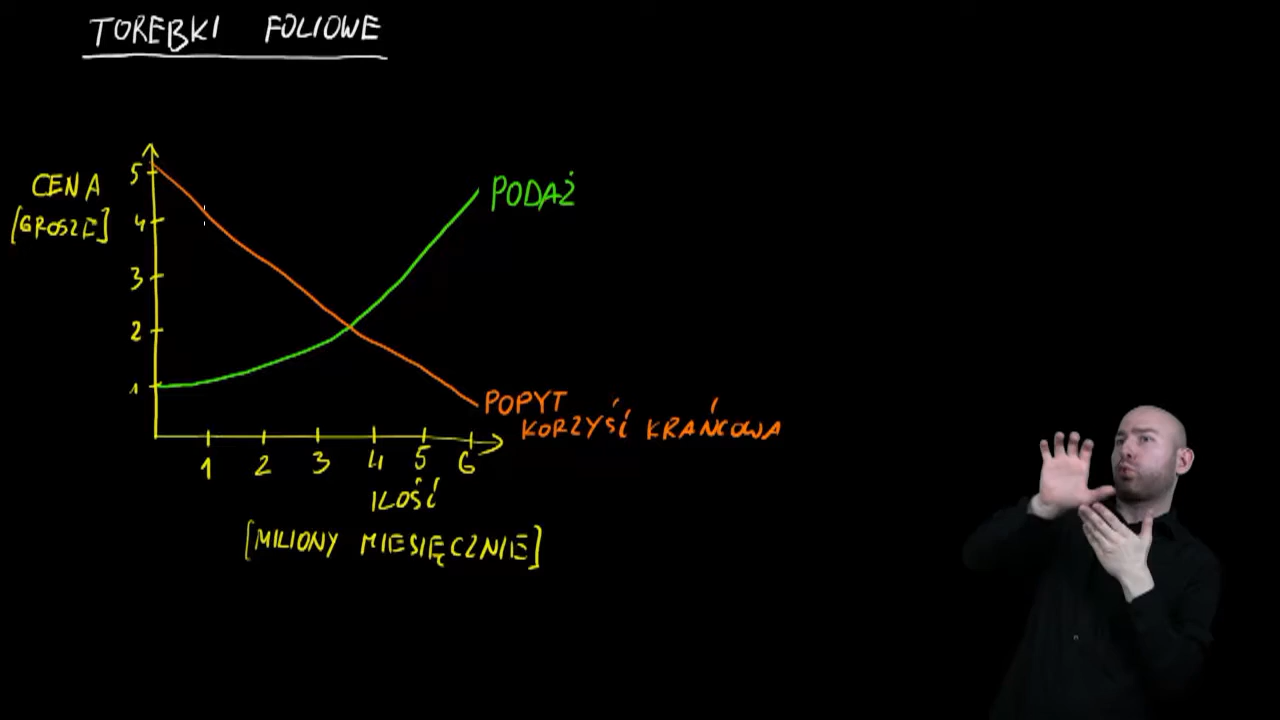 TOREBKI FOLIOWE
CENA
[GROSZE]
5
4
3
2
1
PODAŻ
POPYT
KORZYŚĆ KRAŃCOWA
1 2 3 4 5 6
ILOŚĆ
[MILIONY MIESIĘCZNIE]